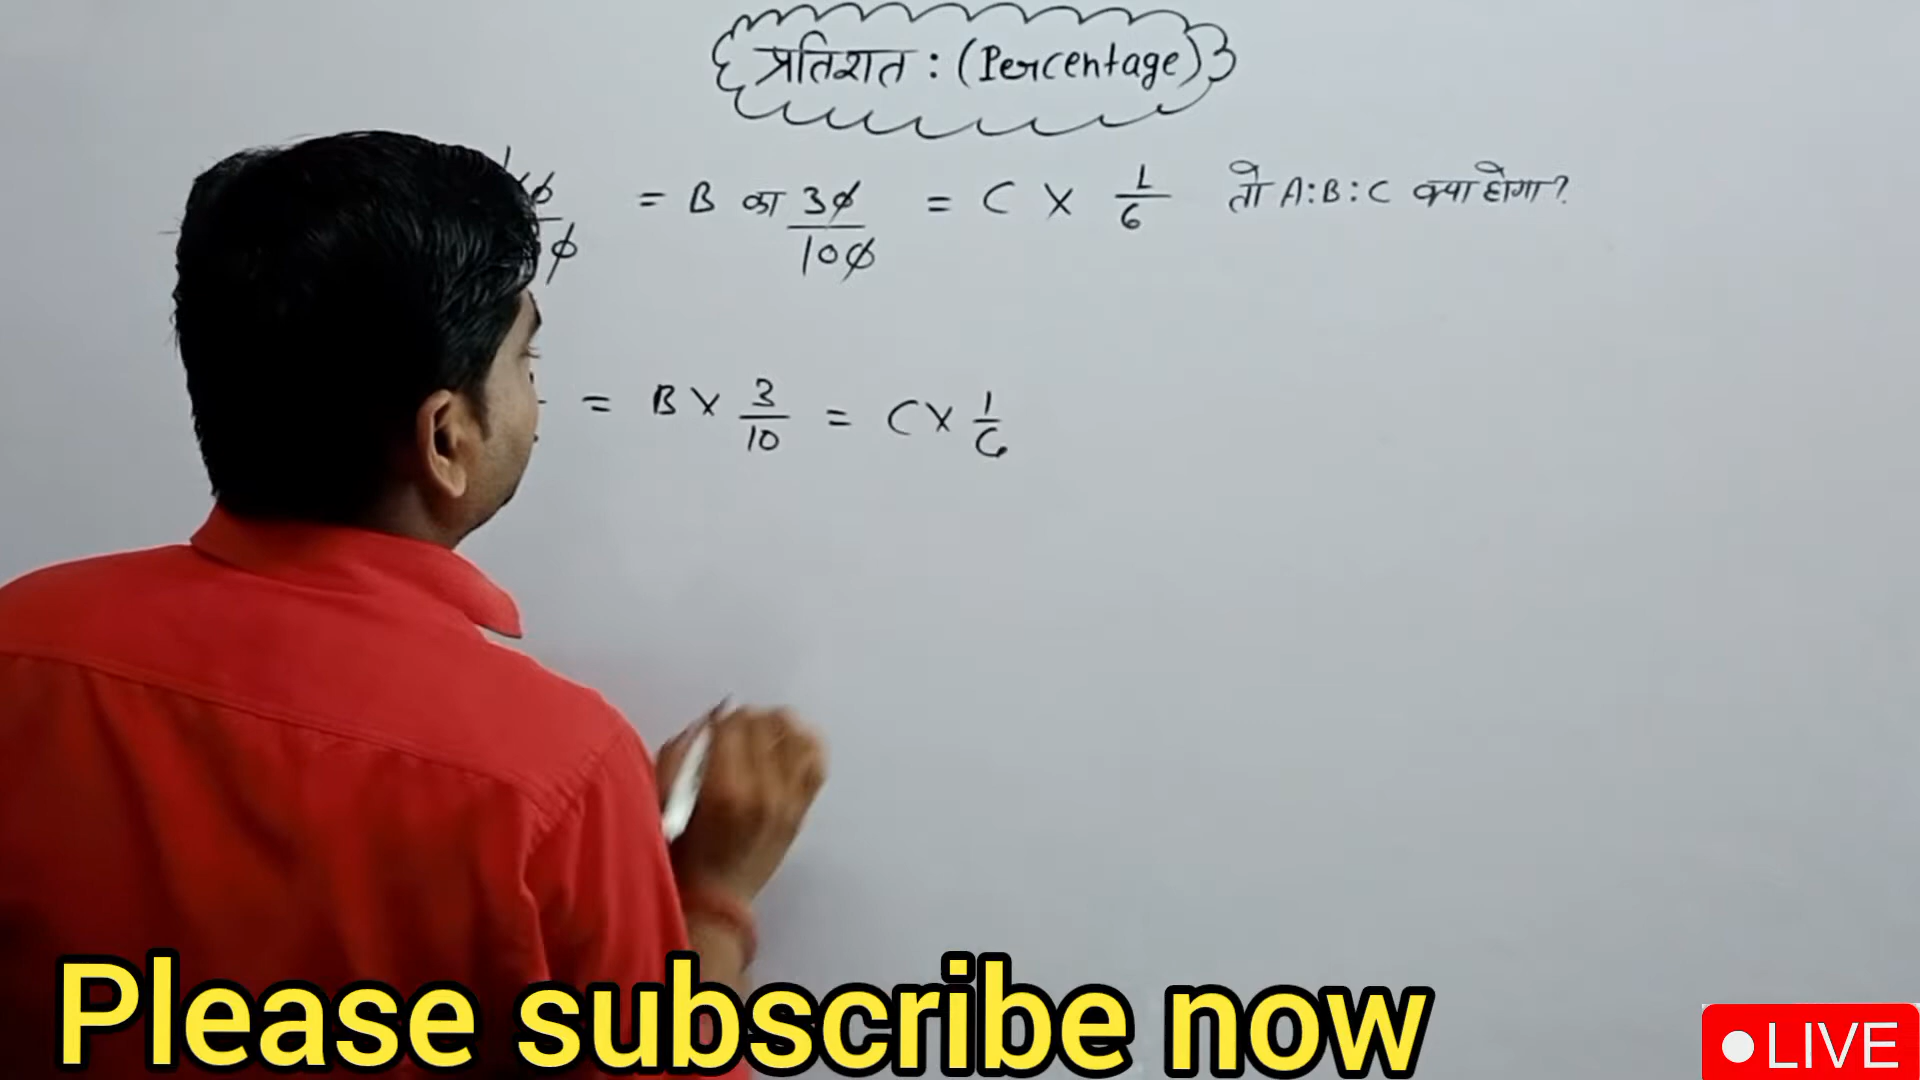 प्रतिशत : (Percentage)
= B का 30/100 = C X 1/6 तो A:B:C क्या होगा?
= B X 3/10 = C X 1/6
Please subscribe now
LIVE